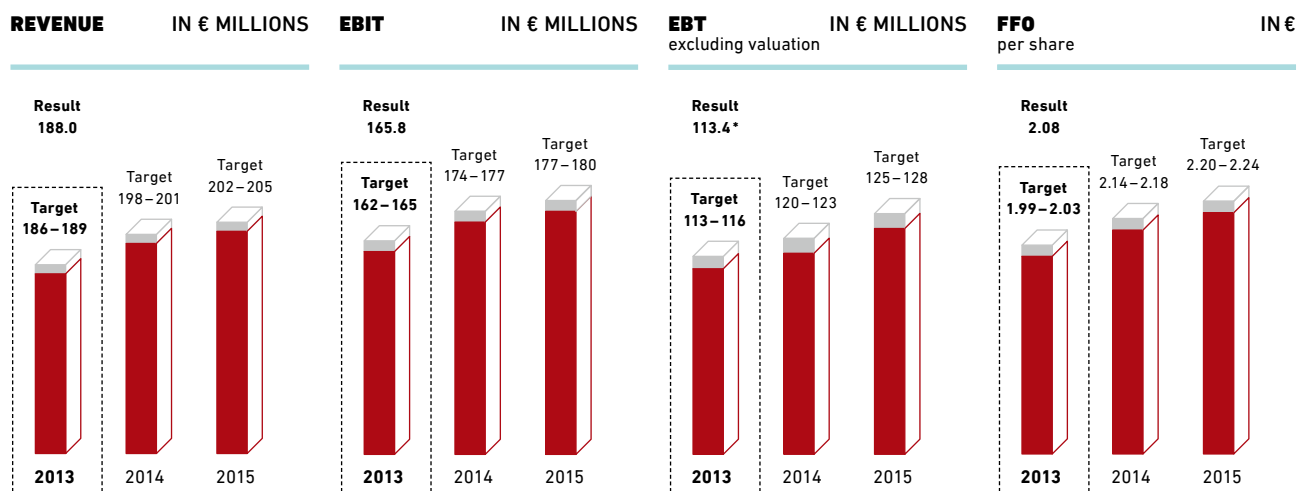 REVENUE IN € MILLIONS
Result
188.0
Target
186–189
Target
198–201
Target
202–205
2013 2014 2015
EBIT IN € MILLIONS
Result
165.8
Target
162–165
Target
174–177
Target
177–180
2013 2014 2015
EBT IN € MILLIONS
excluding valuation
Result
113.4*
Target
113–116
Target
120–123
Target
125–128
2013 2014 2015
FFO IN €
per share
Result
2.08
Target
1.99–2.03
Target
2.14–2.18
Target
2.20–2.24
2013 2014 2015